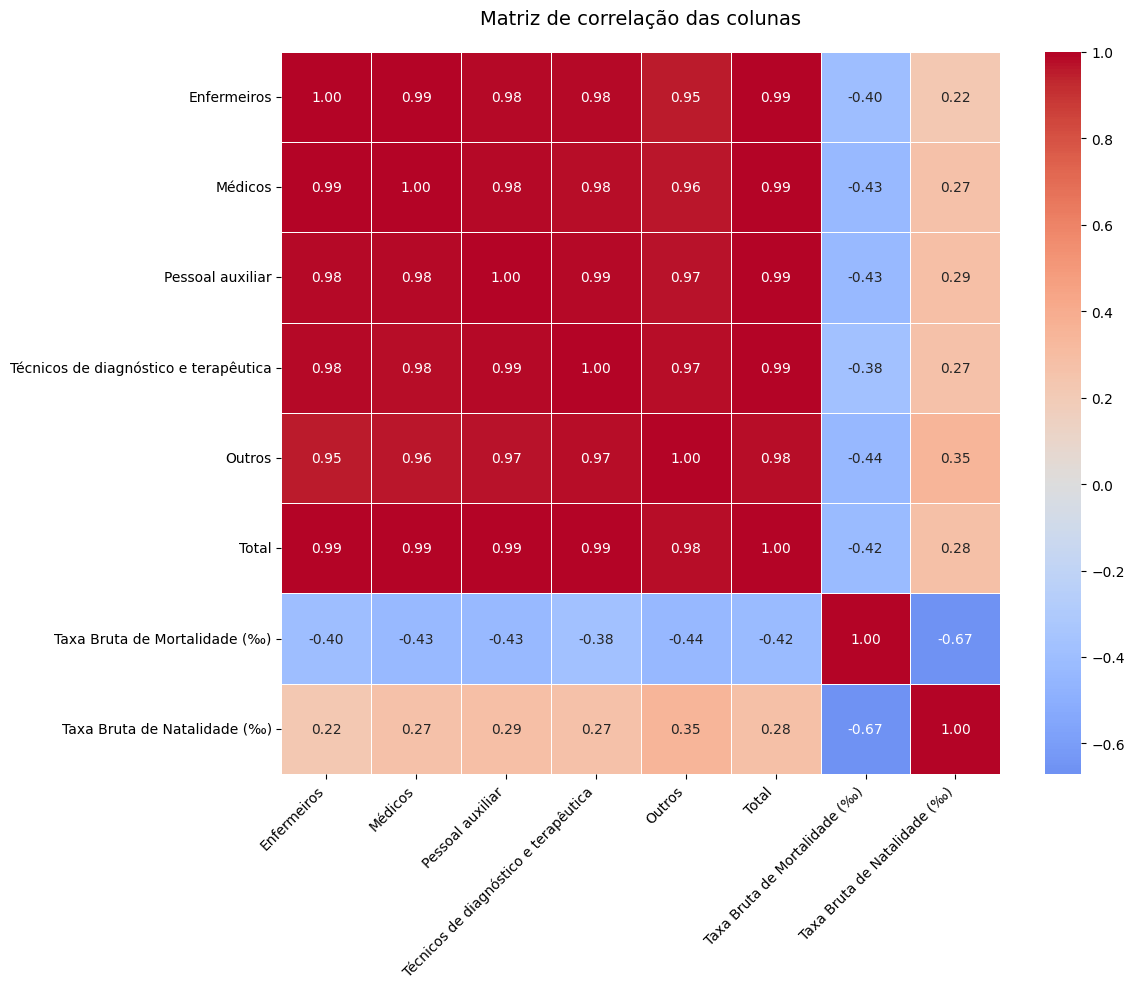 Matriz de correlação das colunas
Enfermeiros 1.00 0.99 0.98 0.98 0.95 0.99 -0.40 0.22
Médicos 0.99 1.00 0.98 0.98 0.96 0.99 -0.43 0.27
Pessoal auxiliar 0.98 0.98 1.00 0.99 0.97 0.99 -0.43 0.29
Técnicos de diagnóstico e terapêutica 0.98 0.98 0.99 1.00 0.97 0.99 -0.38 0.27
Outros 0.95 0.96 0.97 0.97 1.00 0.98 -0.44 0.35
Total 0.99 0.99 0.99 0.99 0.98 1.00 -0.42 0.28
Taxa Bruta de Mortalidade (‰) -0.40 -0.43 -0.43 -0.38 -0.44 -0.42 1.00 -0.67
Taxa Bruta de Natalidade (‰) 0.22 0.27 0.29 0.27 0.35 0.28 -0.67 1.00
Enfermeiros
Médicos
Pessoal auxiliar
Técnicos de diagnóstico e terapêutica
Outros
Total
Taxa Bruta de Mortalidade (‰)
Taxa Bruta de Natalidade (‰)
1.0
0.8
0.6
0.4
0.2
0.0
−0.2
−0.4
−0.6